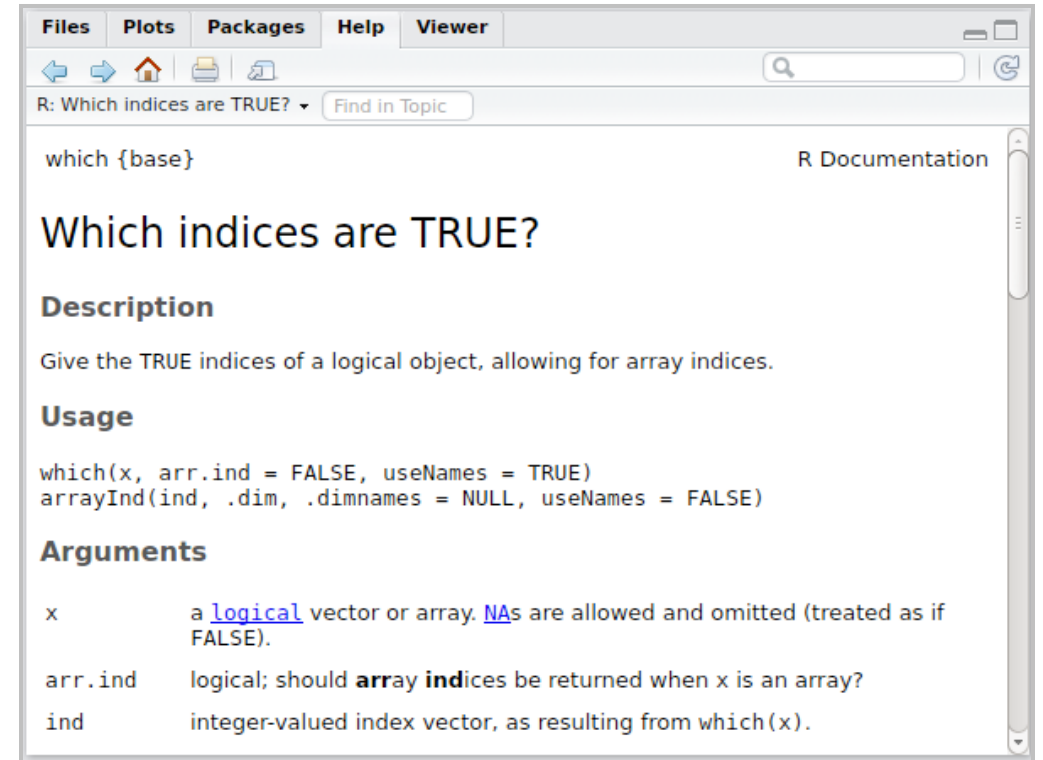 Files Plots Packages Help Viewer
R: Which indices are TRUE? Find in Topic
which {base} R Documentation
Which indices are TRUE?
Description
Give the TRUE indices of a logical object, allowing for array indices.
Usage
which(x, arr.ind = FALSE, useNames = TRUE)
arrayInd(ind, .dim, .dimnames = NULL, useNames = FALSE)
Arguments
x a logical vector or array. NAs are allowed and omitted (treated as if
FALSE).
arr.ind logical; should array indices be returned when x is an array?
ind integer-valued index vector, as resulting from which(x).